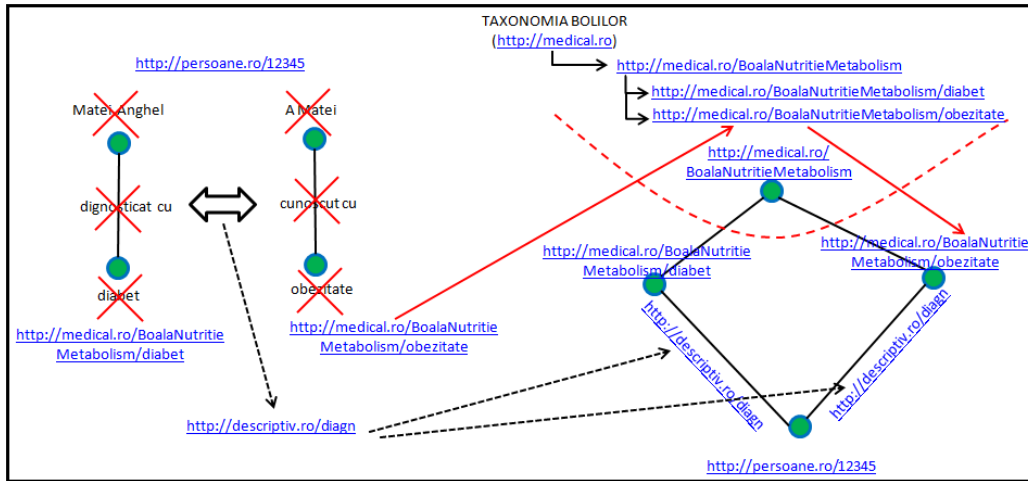 TAXONOMIA BOLILOR
(http://medical.ro)
http://persoane.ro/12345
http://medical.ro/BoalaNutritieMetabolism
http://medical.ro/BoalaNutritieMetabolism/diabet
http://medical.ro/BoalaNutritieMetabolism/obezitate
Matei Anghel
A Matei
http://medical.ro/
BoalaNutritieMetabolism
dignosticat cu
cunoscut cu
http://medical.ro/BoalaNutritie
Metabolism/diabet
http://medical.ro/BoalaNutritie
Metabolism/obezitate
diabet
obezitate
http://medical.ro/BoalaNutritie
Metabolism/diabet
http://medical.ro/BoalaNutritie
Metabolism/obezitate
http://descriptiv.ro/diagn
http://descriptiv.ro/diagn
http://descriptiv.ro/diagn
http://persoane.ro/12345